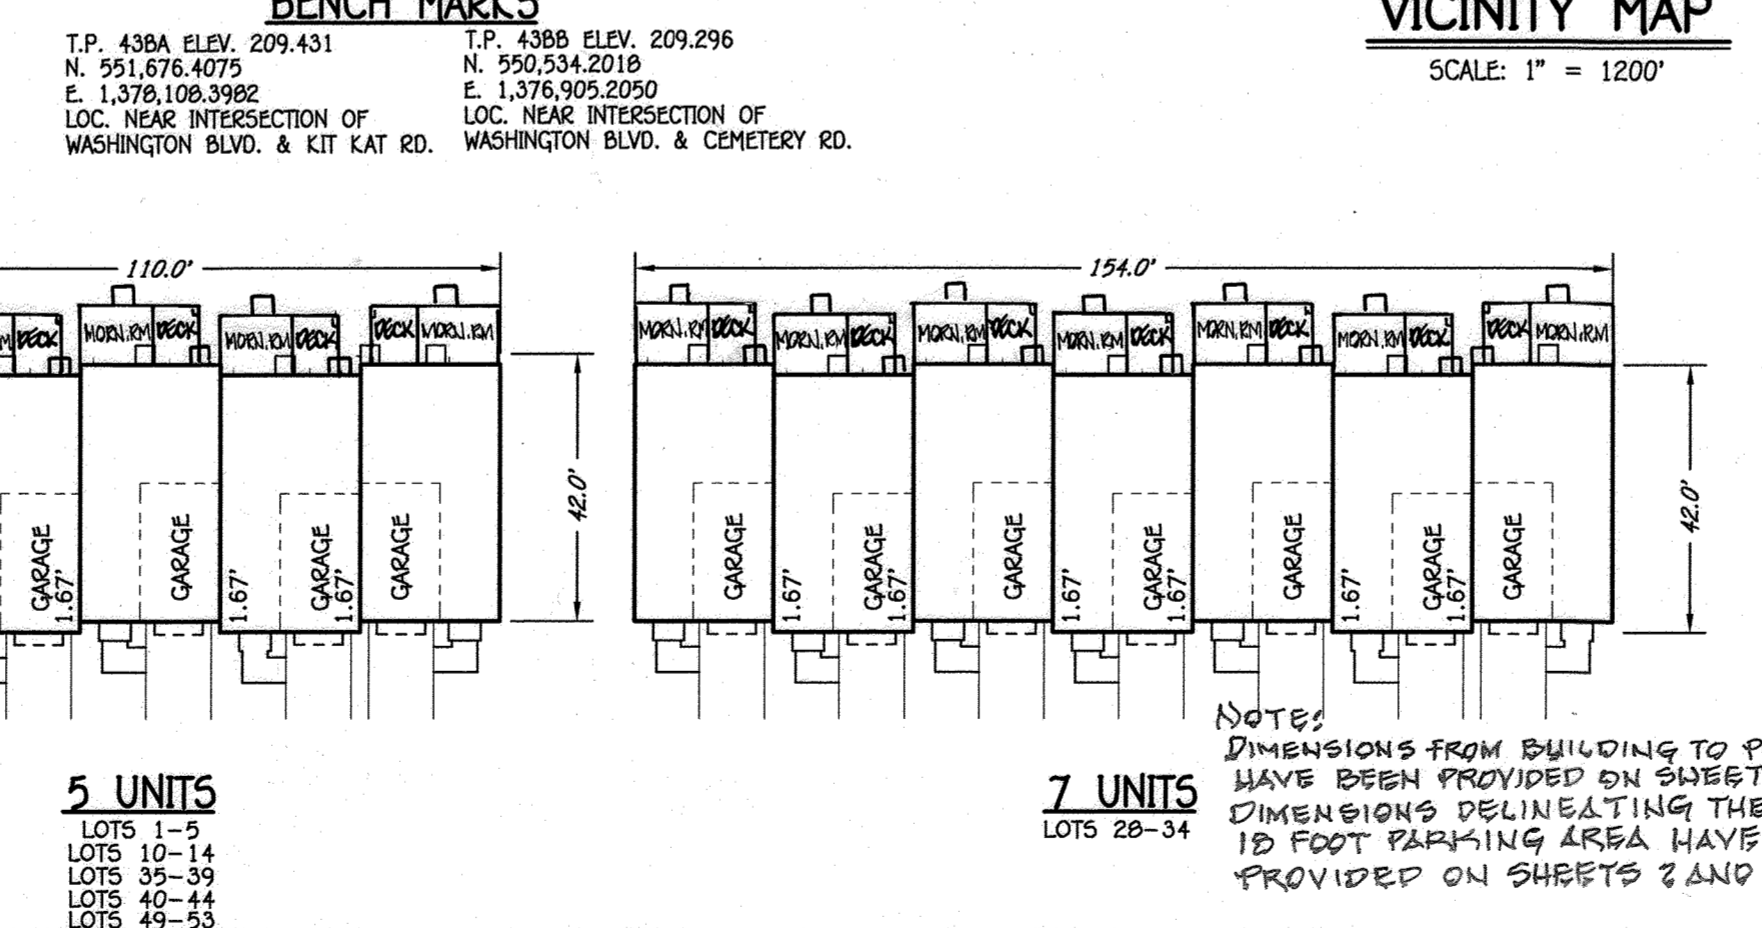 BENCH MARKS
T.P. 43BA ELEV. 209.431
N. 551,676.4075
E. 1,378,108.3982
LOC. NEAR INTERSECTION OF
WASHINGTON BLVD. & KIT KAT RD.
T.P. 43BB ELEV. 209.296
N. 550,534.2018
E. 1,376,905.2050
LOC. NEAR INTERSECTION OF
WASHINGTON BLVD. & CEMETERY RD.
VICINITY MAP
SCALE: 1" = 1200'
110.0'
154.0'
M DECK MORN.RM DECK MORN.RM DECK DECK MORN.RM
MORN.RM DECK MORN.RM DECK MORN.RM DECK MORN.RM DECK MORN.RM DECK MORN.RM DECK DECK MORN.RM
42.0'
42.0'
GARAGE 1.67' GARAGE 1.67' GARAGE 1.67' GARAGE
GARAGE 1.67' GARAGE 1.67' GARAGE 1.67' GARAGE 1.67' GARAGE 1.67' GARAGE 1.67' GARAGE
5 UNITS
LOTS 1-5
LOTS 10-14
LOTS 35-39
LOTS 40-44
LOTS 49-53
7 UNITS
LOTS 28-34
NOTE:
DIMENSIONS FROM BUILDING TO P
HAVE BEEN PROVIDED ON SHEET
DIMENSIONS DELINEATING THE
18 FOOT PARKING AREA HAVE
PROVIDED ON SHEETS 2 AND